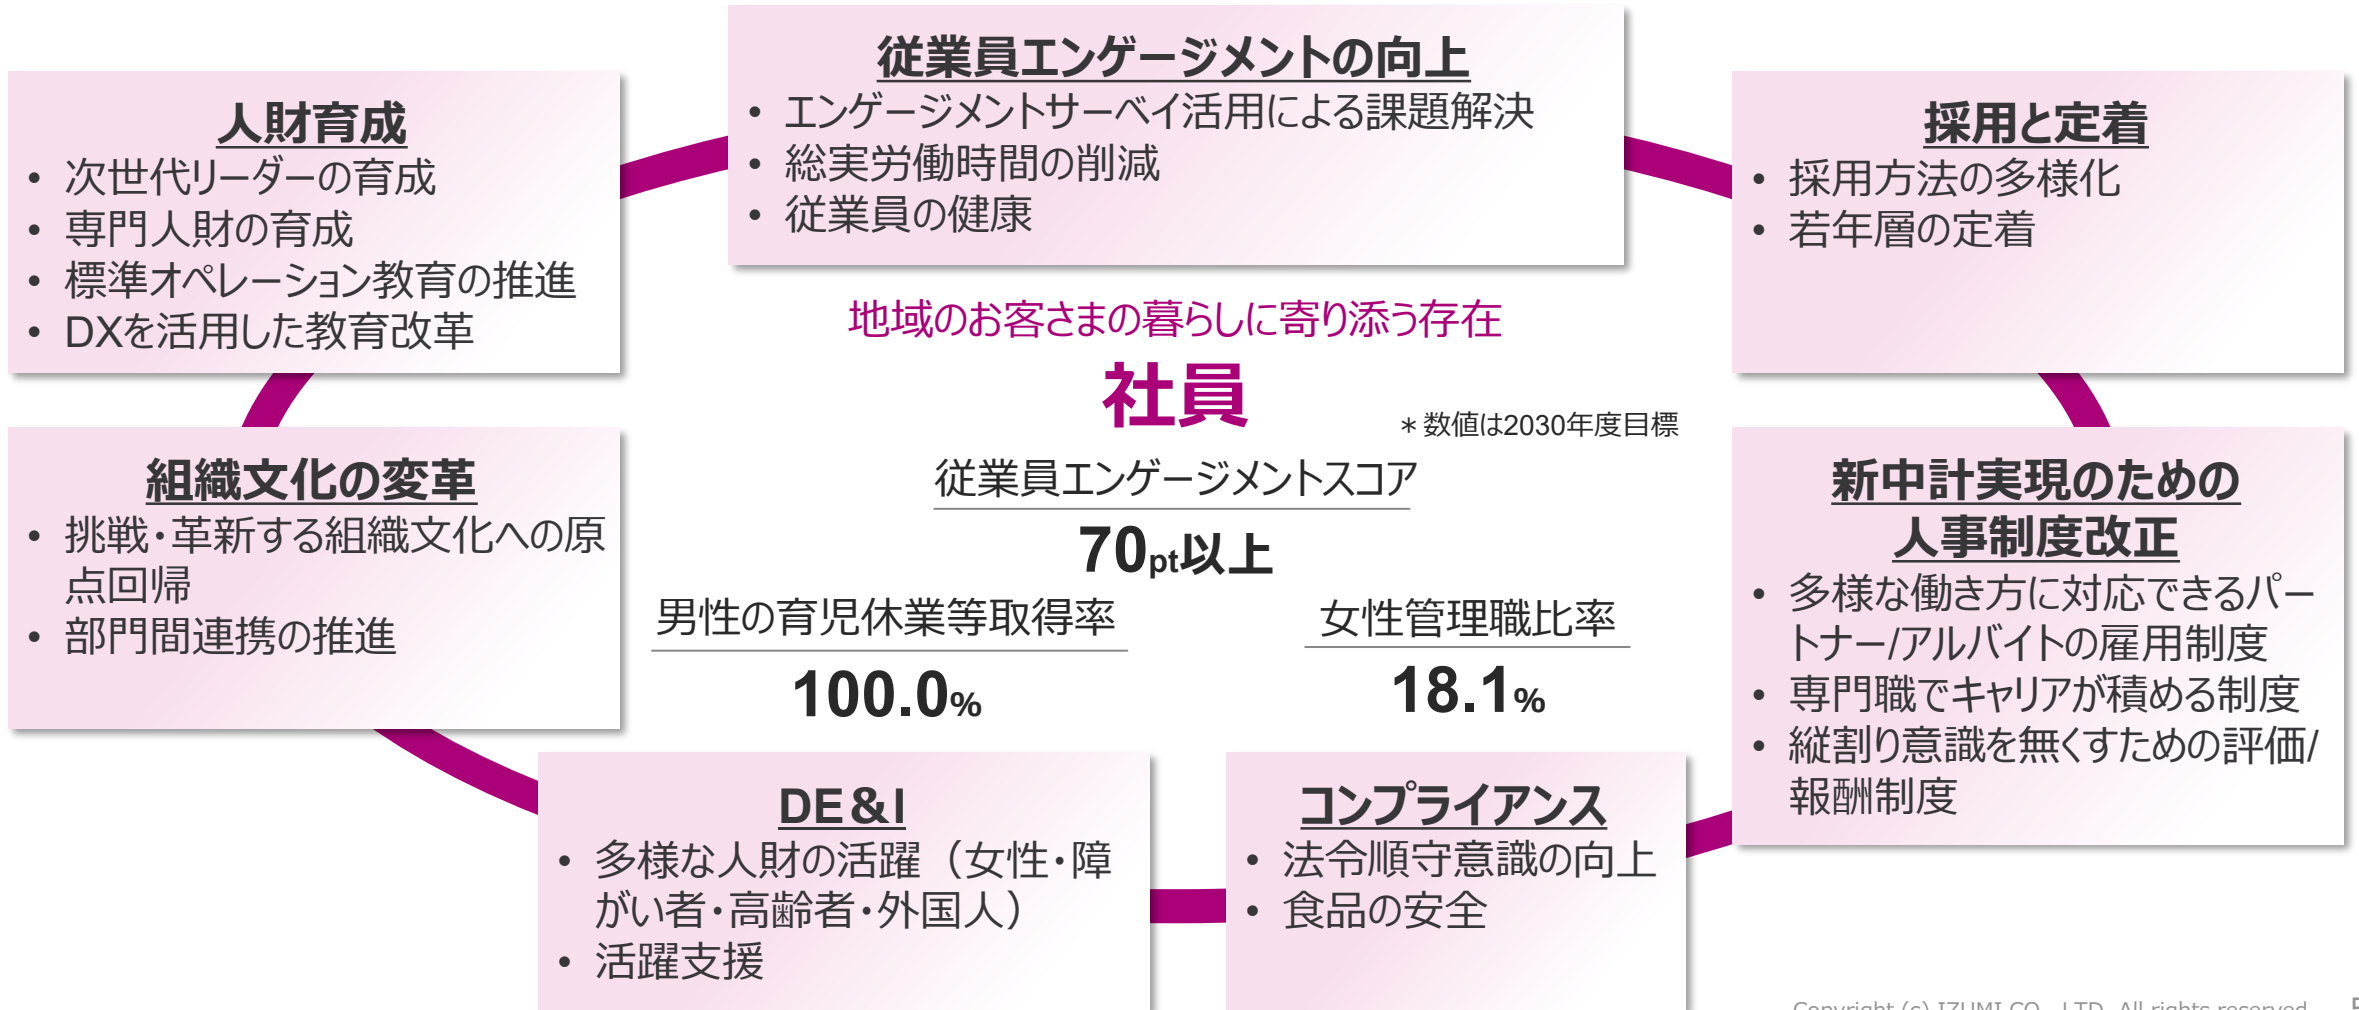 従業員エンゲージメントの向上
• エンゲージメントサーベイ活用による課題解決
• 総実労働時間の削減
• 従業員の健康
人財育成
• 次世代リーダーの育成
• 専門人財の育成
• 標準オペレーション教育の推進
• DXを活用した教育改革
採用と定着
• 採用方法の多様化
• 若年層の定着
地域のお客さまの暮らしに寄り添う存在
社員
＊数値は2030年度目標
従業員エンゲージメントスコア
70pt以上
男性の育児休業等取得率
100.0%
女性管理職比率
18.1%
組織文化の変革
• 挑戦・革新する組織文化への原
点回帰
• 部門間連携の推進
新中計実現のための
人事制度改正
• 多様な働き方に対応できるパー
トナー/アルバイトの雇用制度
• 専門職でキャリアが積める制度
• 縦割り意識を無くすための評価/
報酬制度
DE＆I
• 多様な人財の活躍（女性・障
がい者・高齢者・外国人）
• 活躍支援
コンプライアンス
• 法令順守意識の向上
• 食品の安全
Copyright (c) IZUMI CO., LTD. All rights reserved.